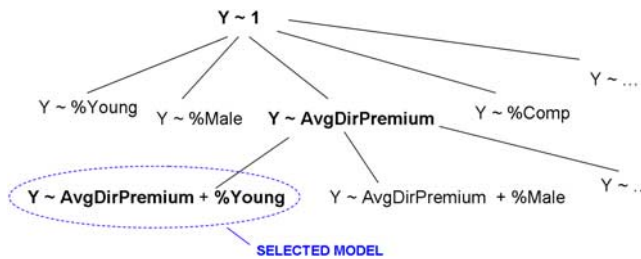 Y ~ 1
Y ~ ...
Y ~ %Young
Y ~ %Male
Y ~ AvgDirPremium
Y ~ %Comp
Y ~ ..
Y ~ AvgDirPremium + %Young
Y ~ AvgDirPremium + %Male
SELECTED MODEL